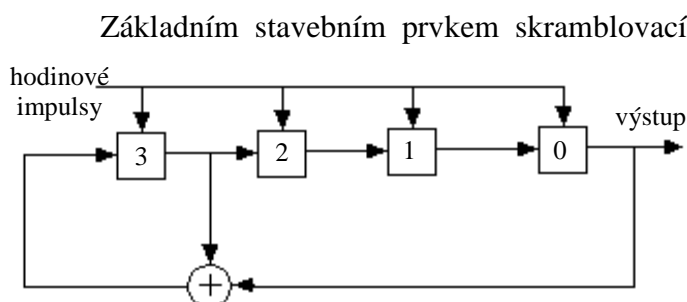 Základním stavebním prvkem skramblovací
hodinové
impulsy
výstup
3
2
1
0
+